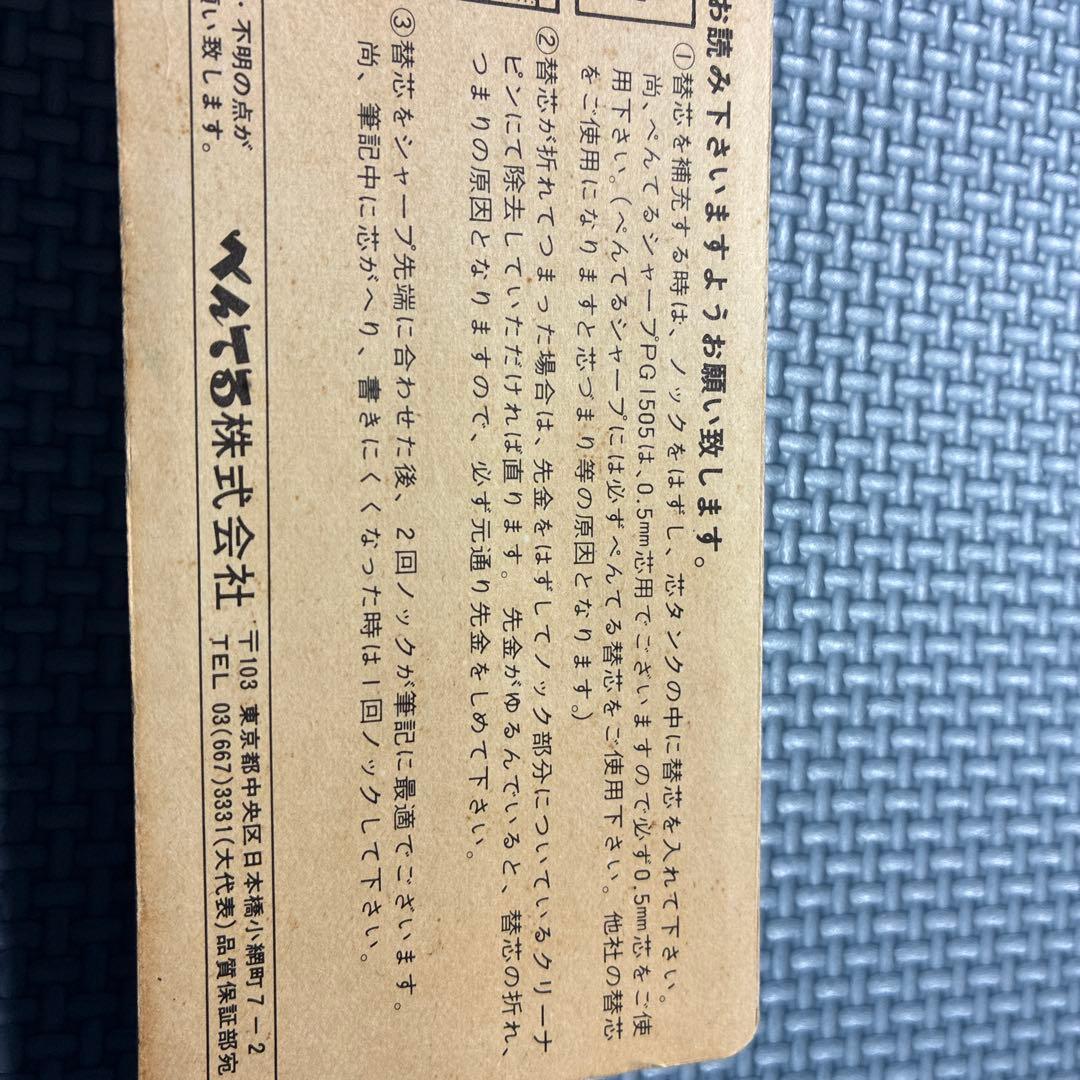 お読み下さいますようお願い致します。
①替芯を補充する時は、ノックをはずし、芯タンクの中に替芯を入れて下さい。
尚、ぺんてるシャープPG1505は、0.5mm芯用でございますので必ず0.5mm芯をご使
用下さい。(ぺんてるシャープには必ずぺんてる替芯をご使用下さい。他社の替芯
をご使用になりますと芯づまり等の原因となります。)
②替芯が折れてつまった場合は、先金をはずしてノック部分についているクリーナ
ピンにて除去していただければ直ります。先金がゆるんでいると、替芯の折れ、
つまりの原因となりますので、必ず元通り先金をしめて下さい。
③替芯をシャープ先端に合わせた後、2回ノックが筆記に最適でございます。
尚、筆記中に芯がへり、書きにくくなった時は1回ノックして下さい。
・不明の点が
願い致します。
ぺんてる株式会社
〒103 東京都中央区日本橋小網町7-2
TEL 03(667)3331(大代表)品質保証部宛